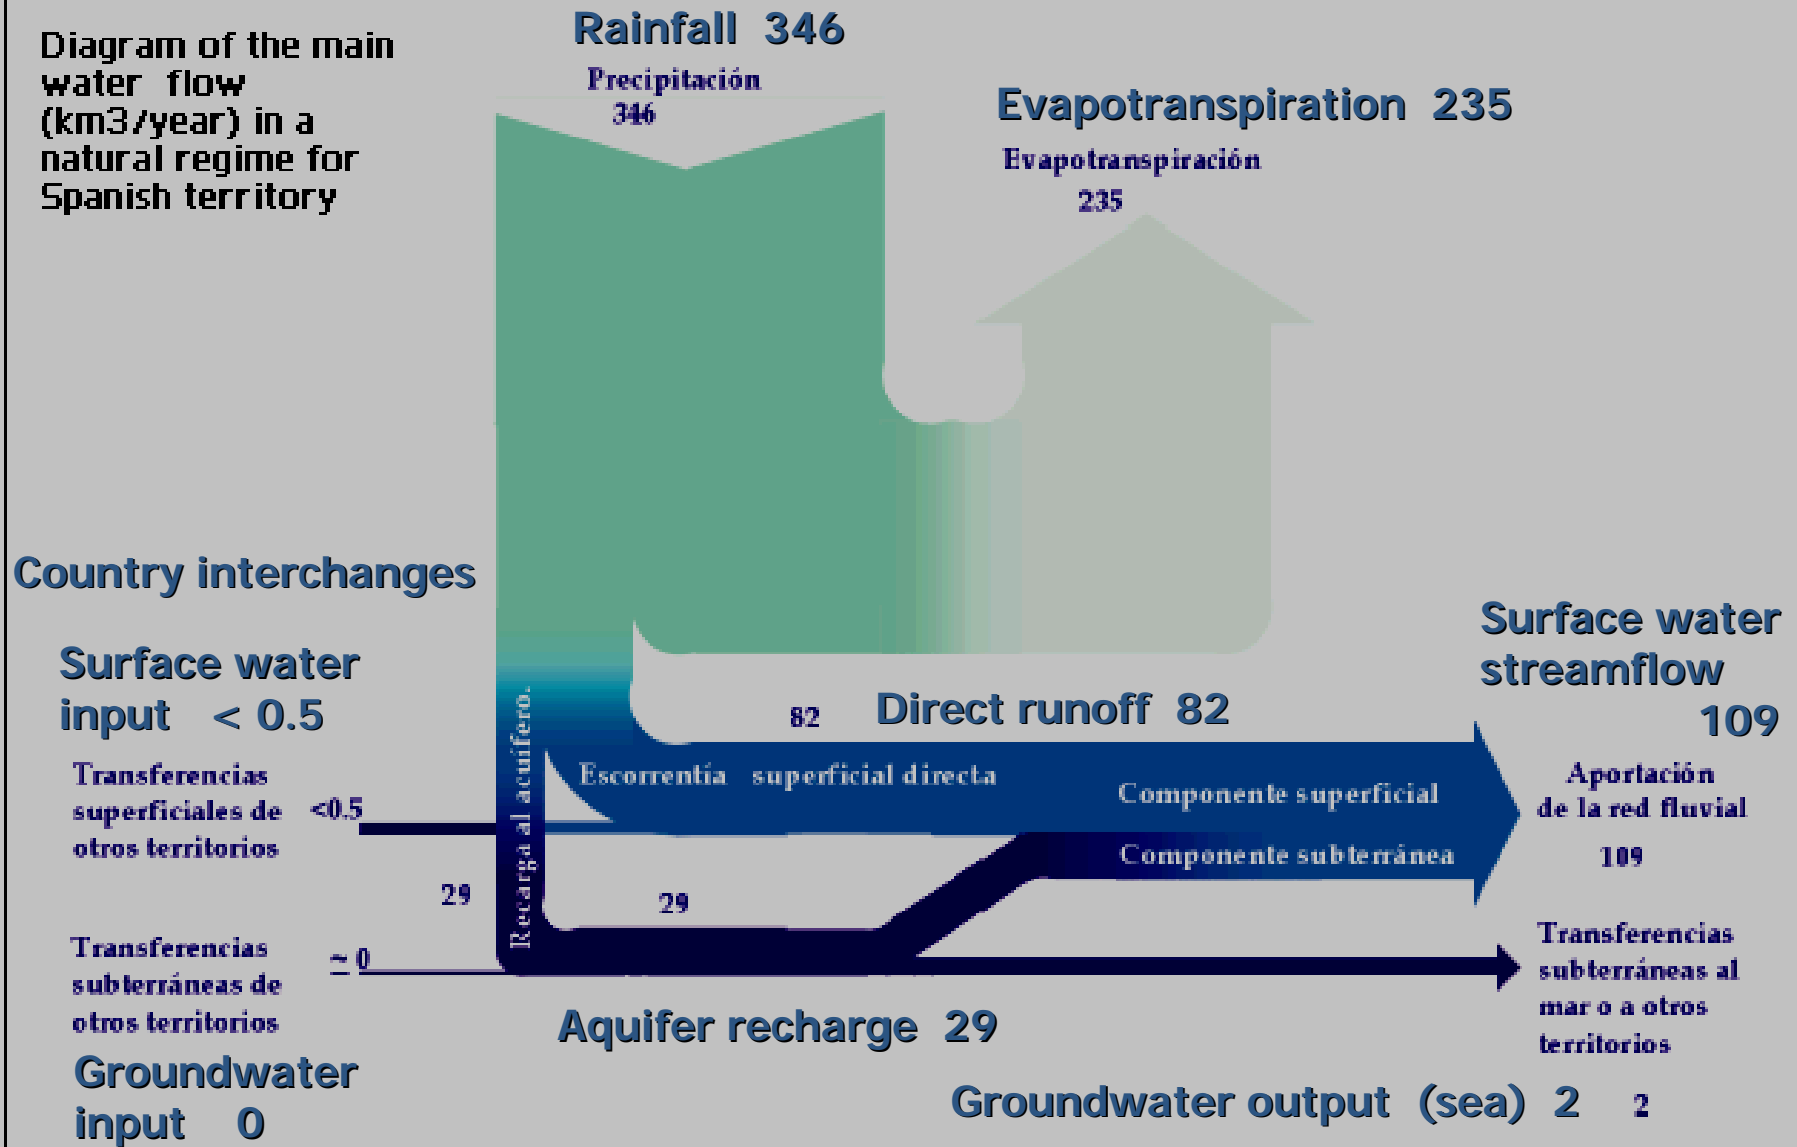 Diagram of the main
water flow
(km3/year) in a
natural regime for
Spanish territory
Rainfall 346
Precipitación
346
Evapotranspiration 235
Evapotranspiración
235
Country interchanges
Surface water
input < 0.5
Transferencias
superficiales de
otros territorios
<0.5
29
Transferencias
subterráneas de
otros territorios
~ 0
Groundwater
input 0
Recarga al acuífero.
82
Direct runoff 82
Escorrentía superficial directa
Componente superficial
Componente subterránea
29
Aquifer recharge 29
Surface water
streamflow
109
Aportación
de la red fluvial
109
Transferencias
subterráneas al
mar o a otros
territorios
Groundwater output (sea) 2
2